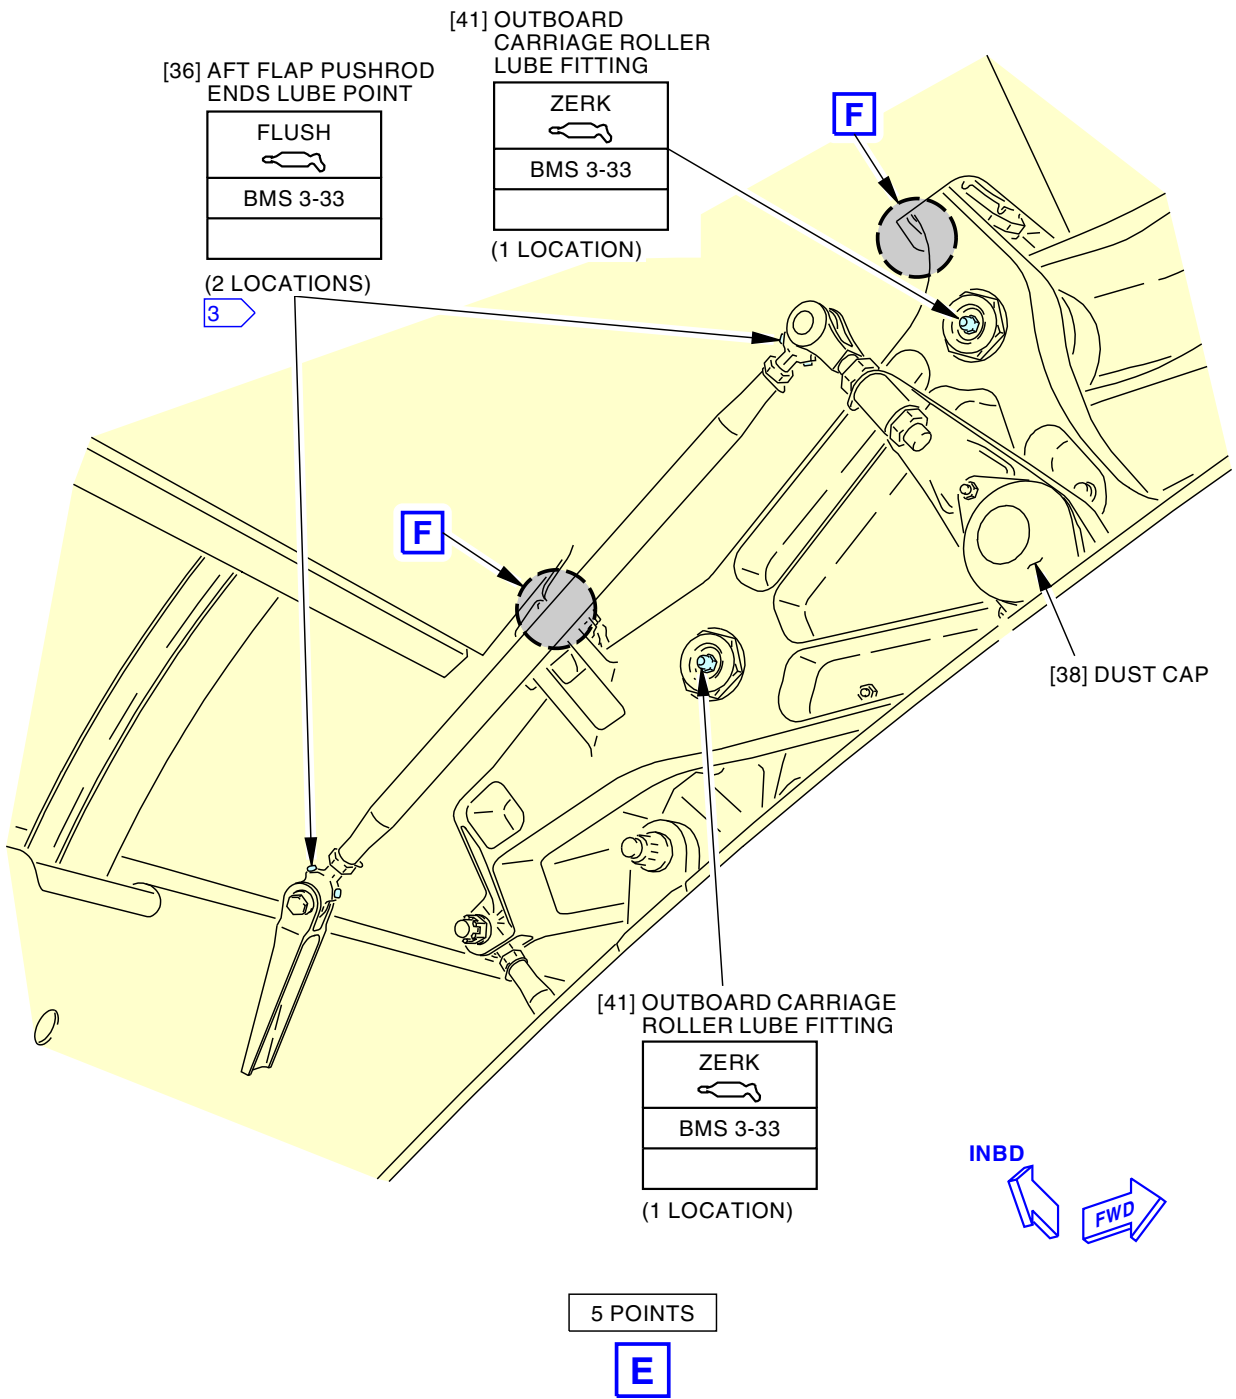 [41] OUTBOARD
CARRIAGE ROLLER
LUBE FITTING
ZERK
BMS 3-33
(1 LOCATION)
[36] AFT FLAP PUSHROD
ENDS LUBE POINT
FLUSH
BMS 3-33
(2 LOCATIONS)
3
F
F
[38] DUST CAP
[41] OUTBOARD CARRIAGE
ROLLER LUBE FITTING
ZERK
BMS 3-33
(1 LOCATION)
INBD
FWD
5 POINTS
E